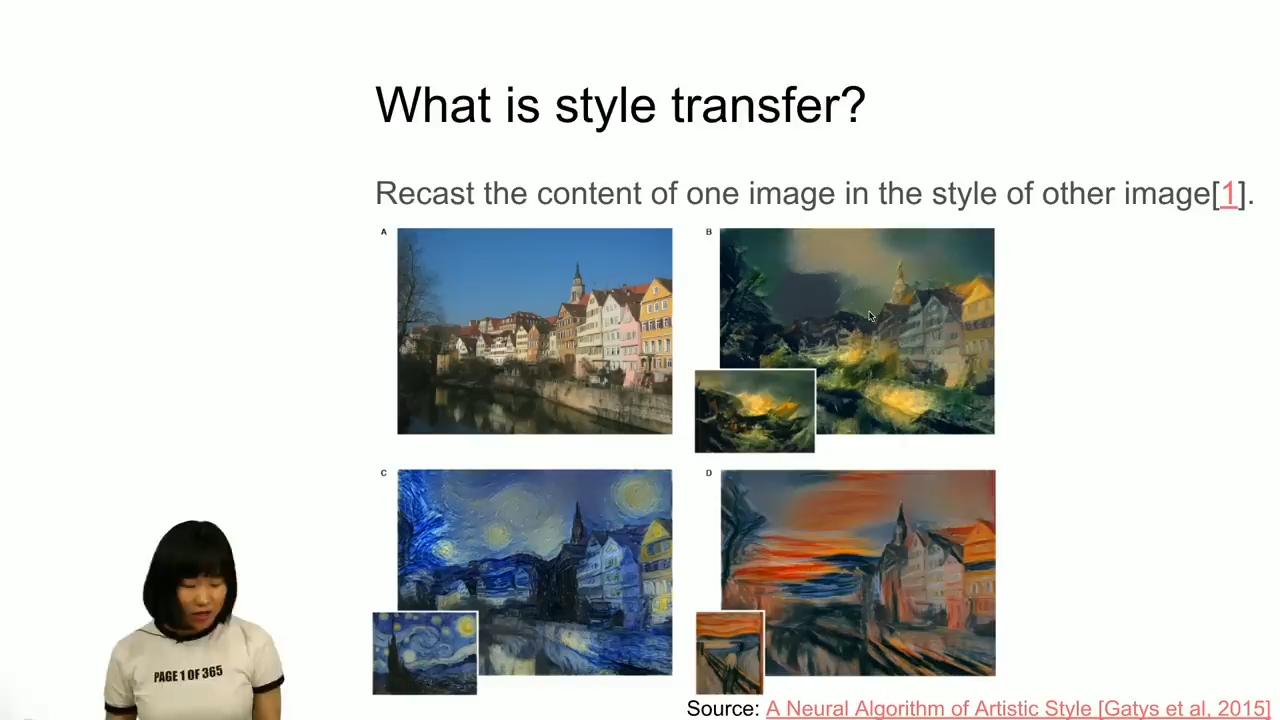 What is style transfer?
Recast the content of one image in the style of other image[1].
A
B
C
D
PAGE 1 OF 365
Source: A Neural Algorithm of Artistic Style [Gatys et al, 2015]